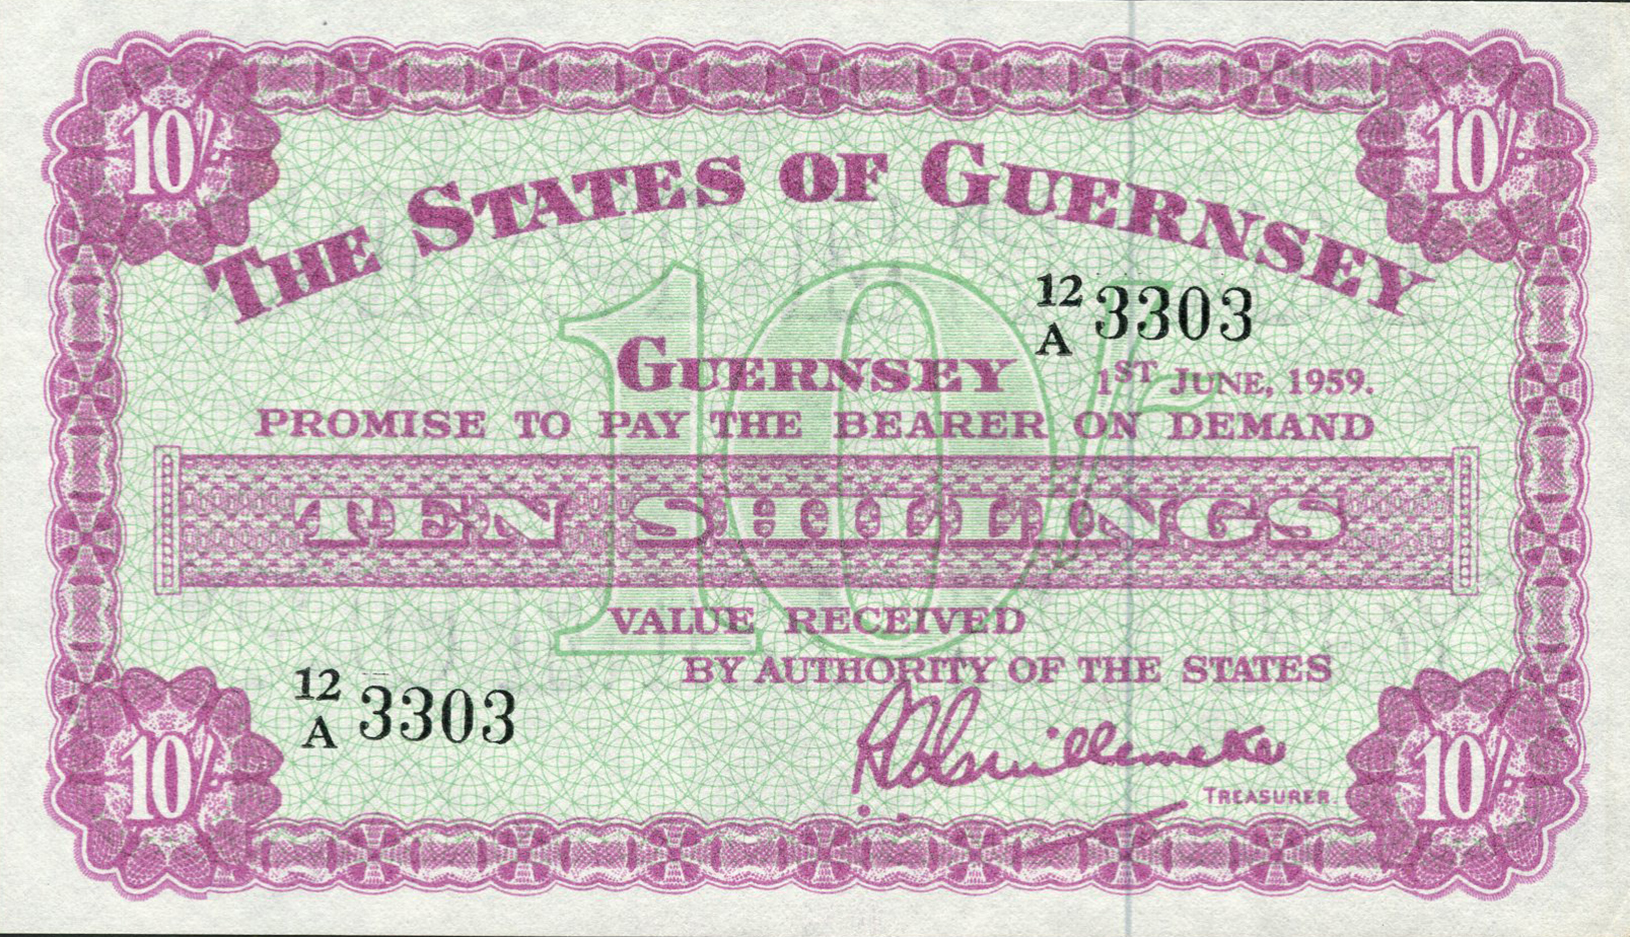 10/-
10/-
THE STATES OF GUERNSEY
12
A 3303
GUERNSEY
1ST JUNE, 1959.
PROMISE TO PAY THE BEARER ON DEMAND
10/-
TEN SHILLINGS
VALUE RECEIVED
BY AUTHORITY OF THE STATES
12
A 3303
TREASURER.
10/-
10/-